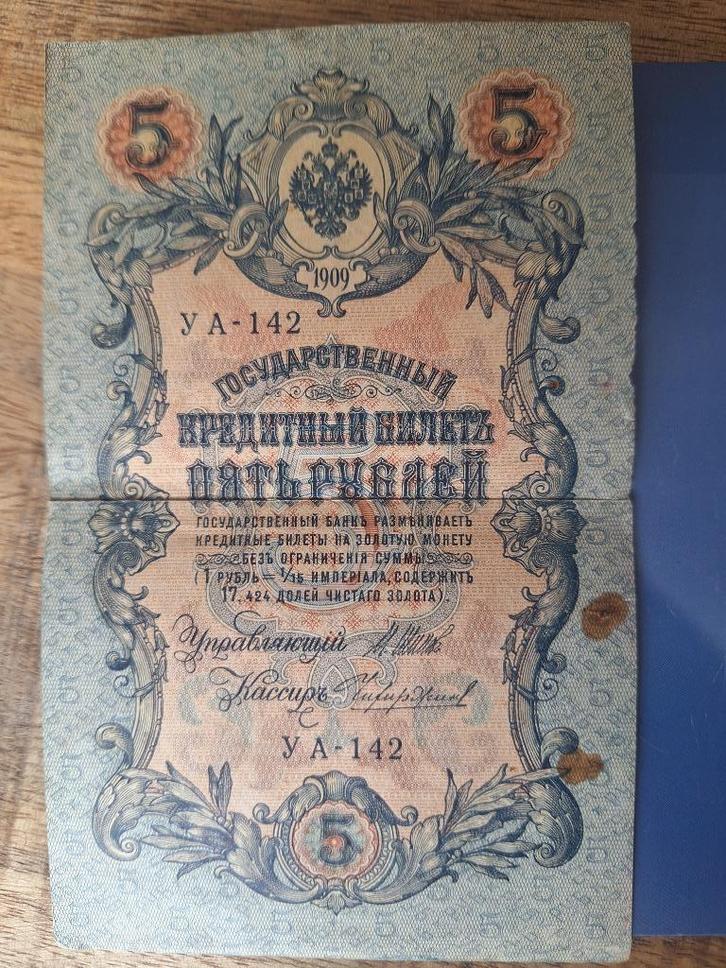 5 5
1909
УА-142
ГОСУДАРСТВЕННЫЙ
КРЕДИТНЫЙ БИЛЕТЪ
ПЯТЬ РУБЛЕЙ
ГОСУДАРСТВЕННЫЙ БАНКЪ РАЗМѢНИВАЕТЪ
КРЕДИТНЫЕ БИЛЕТЫ НА ЗОЛОТУЮ МОНЕТУ
БЕЗЪ ОГРАНИЧЕНІЯ СУММЫ
(1 РУБЛЬ = 1/15 ИМПЕРІАЛА, СОДЕРЖИТЪ
17,424 ДОЛЕЙ ЧИСТАГО ЗОЛОТА).
Управляющій
Кассиръ
УА-142
5